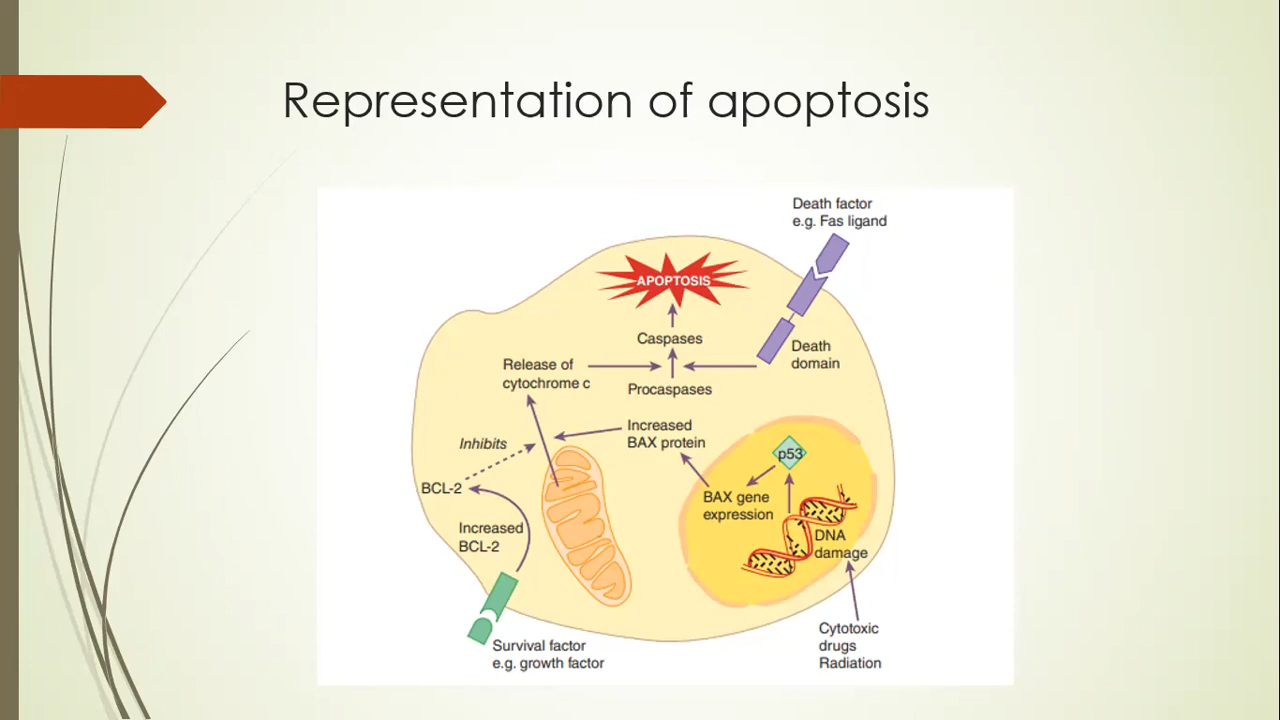 Representation of apoptosis
Death factor
e.g. Fas ligand
APOPTOSIS
Caspases
Death
domain
Release of
cytochrome c
Procaspases
Increased
BAX protein
Inhibits
p53
BCL-2
BAX gene
expression
Increased
BCL-2
DNA
damage
Survival factor
e.g. growth factor
Cytotoxic
drugs
Radiation